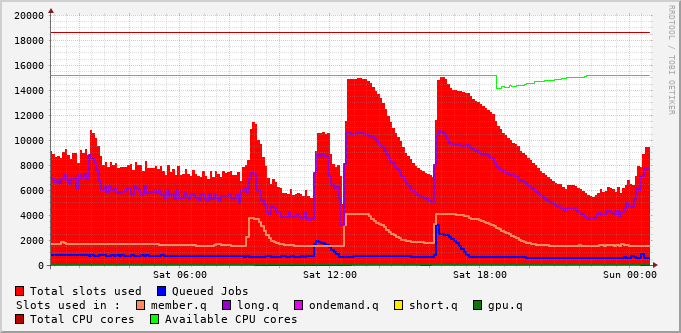 20000
18000
16000
14000
12000
10000
8000
6000
4000
2000
0
Sat 06:00 Sat 12:00 Sat 18:00 Sun 00:00
RRDTOOL / TOBI OETIKER
Total slots used Queued Jobs
Slots used in : member.q long.q ondemand.q short.q gpu.q
Total CPU cores Available CPU cores